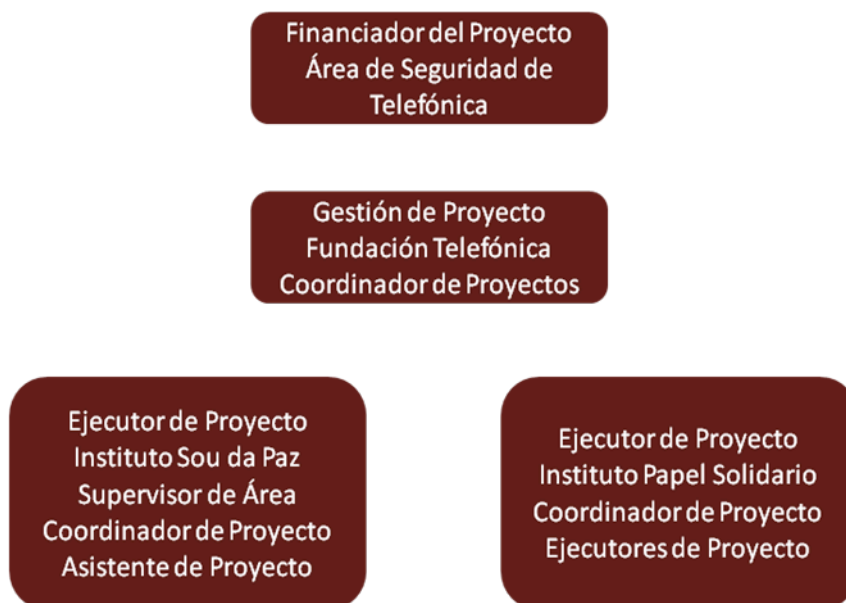 Financiador del Proyecto
Área de Seguridad de
Telefónica
Gestión de Proyecto
Fundación Telefónica
Coordinador de Proyectos
Ejecutor de Proyecto
Instituto Sou da Paz
Supervisor de Área
Coordinador de Proyecto
Asistente de Proyecto
Ejecutor de Proyecto
Instituto Papel Solidario
Coordinador de Proyecto
Ejecutores de Proyecto